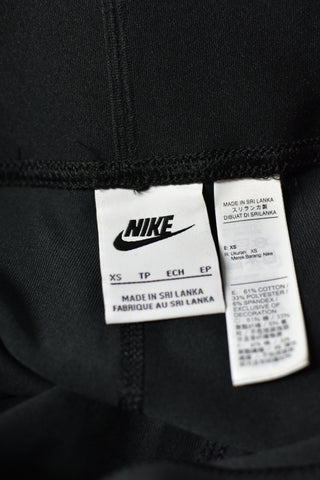 NIKE
XS TP ECH EP
MADE IN SRI LANKA
FABRIQUE AU SRI LANKA
MADE IN SRI LANKA
スリランカ製
DIBUAT DI SRILANKA
E: XS
IN: Ukuran: XS
Merek Barang: Nike
E: 61% COTTON /
33% POLYESTER /
6% SPANDEX /
EXCLUSIVE OF
DECORATION